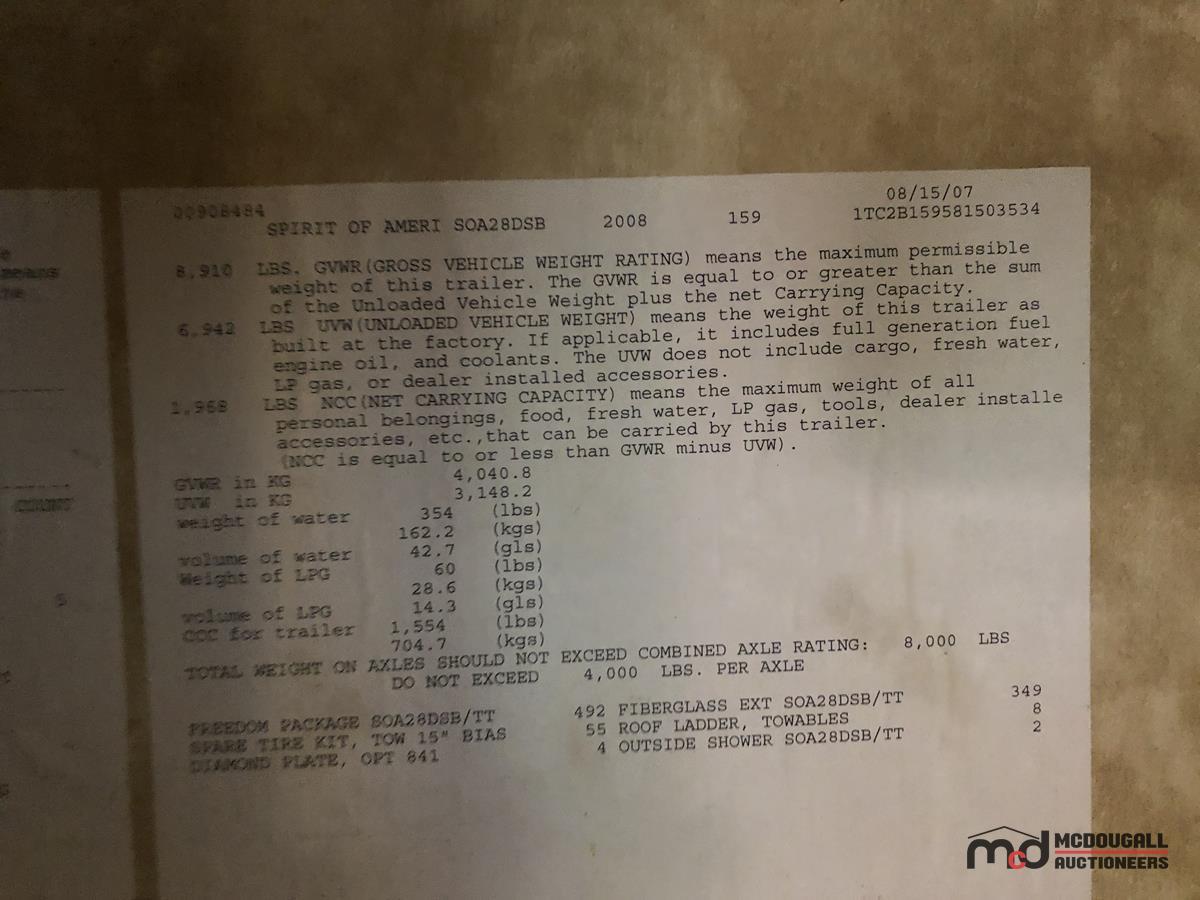 08/15/07
00908484
SPIRIT OF AMERI SOA28DSB 2008 159 1TC2B159581503534
8,910 LBS. GVWR(GROSS VEHICLE WEIGHT RATING) means the maximum permissible
weight of this trailer. The GVWR is equal to or greater than the sum
of the Unloaded Vehicle Weight plus the net Carrying Capacity.
6,942 LBS UVW(UNLOADED VEHICLE WEIGHT) means the weight of this trailer as
built at the factory. If applicable, it includes full generation fuel
engine oil, and coolants. The UVW does not include cargo, fresh water,
LP gas, or dealer installed accessories.
1,968 LBS NCC(NET CARRYING CAPACITY) means the maximum weight of all
personal belongings, food, fresh water, LP gas, tools, dealer installe
accessories, etc.,that can be carried by this trailer.
(NCC is equal to or less than GVWR minus UVW).
GVWR in KG 4,040.8
UVW in KG 3,148.2
weight of water 354 (lbs)
162.2 (kgs)
volume of water 42.7 (gls)
Weight of LPG 60 (lbs)
28.6 (kgs)
volume of LPG 14.3 (gls)
CCC for trailer 1,554 (lbs)
704.7 (kgs)
TOTAL WEIGHT ON AXLES SHOULD NOT EXCEED COMBINED AXLE RATING: 8,000 LBS
DO NOT EXCEED 4,000 LBS. PER AXLE
FREEDOM PACKAGE SOA28DSB/TT 492 FIBERGLASS EXT SOA28DSB/TT 349
SPARE TIRE KIT, TOW 15" BIAS 55 ROOF LADDER, TOWABLES 8
DIAMOND PLATE, OPT 841 4 OUTSIDE SHOWER SOA28DSB/TT 2
mcd MCDOUGALL
AUCTIONEERS